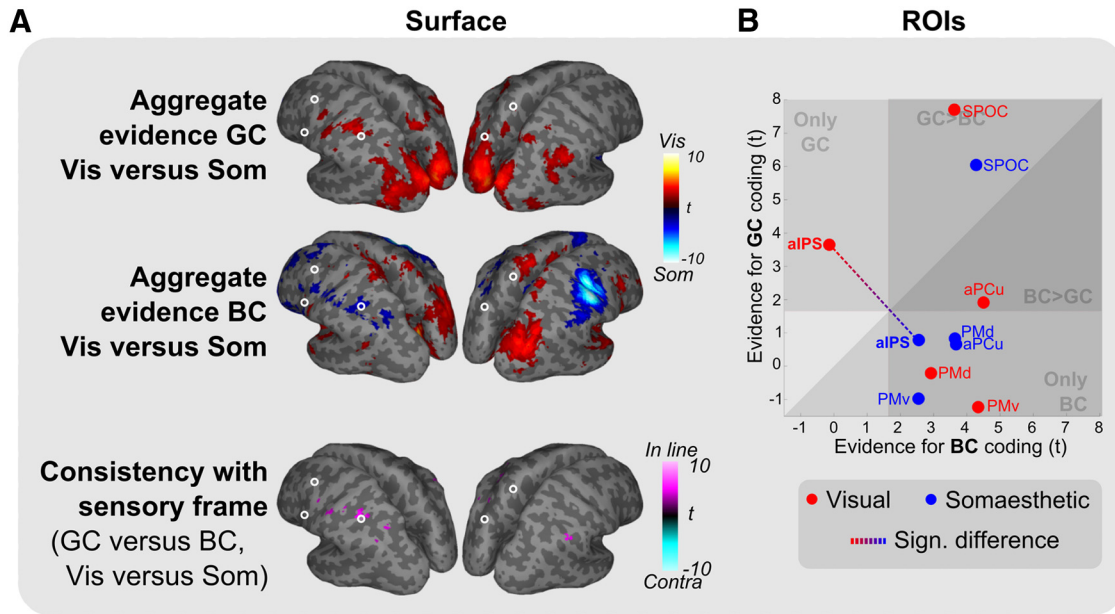 A
Surface
B
ROIs
Aggregate
evidence GC
Vis versus Som
Vis
10
t
-10
Som
Aggregate
evidence BC
Vis versus Som
Consistency with
sensory frame
(GC versus BC,
Vis versus Som)
In line
10
t
-10
Contra
Evidence for GC coding (t)
8
7
6
5
4
3
2
1
0
-1
Only
GC
GC>BC
SPOC
SPOC
aIPS
aPCu
BC>GC
PMd
aIPS
aPCu
PMd
Only
BC
PMv
PMv
-1 0 1 2 3 4 5 6 7 8
Evidence for BC coding (t)
Visual
Somaesthetic
Sign. difference